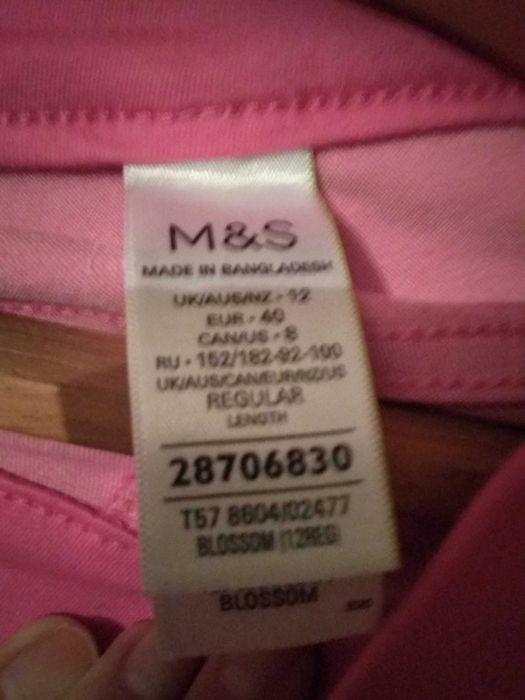 M&S
MADE IN BANGLADESH
UK/AUS/NZ - 12
EUR - 40
CAN/US - 8
RU - 152/182-92-100
UK/AUS/CAN/EUR/NZ/US
REGULAR
LENGTH
28706830
T57 8604/02477
BLOSSOM (12REG)
BLOSSOM